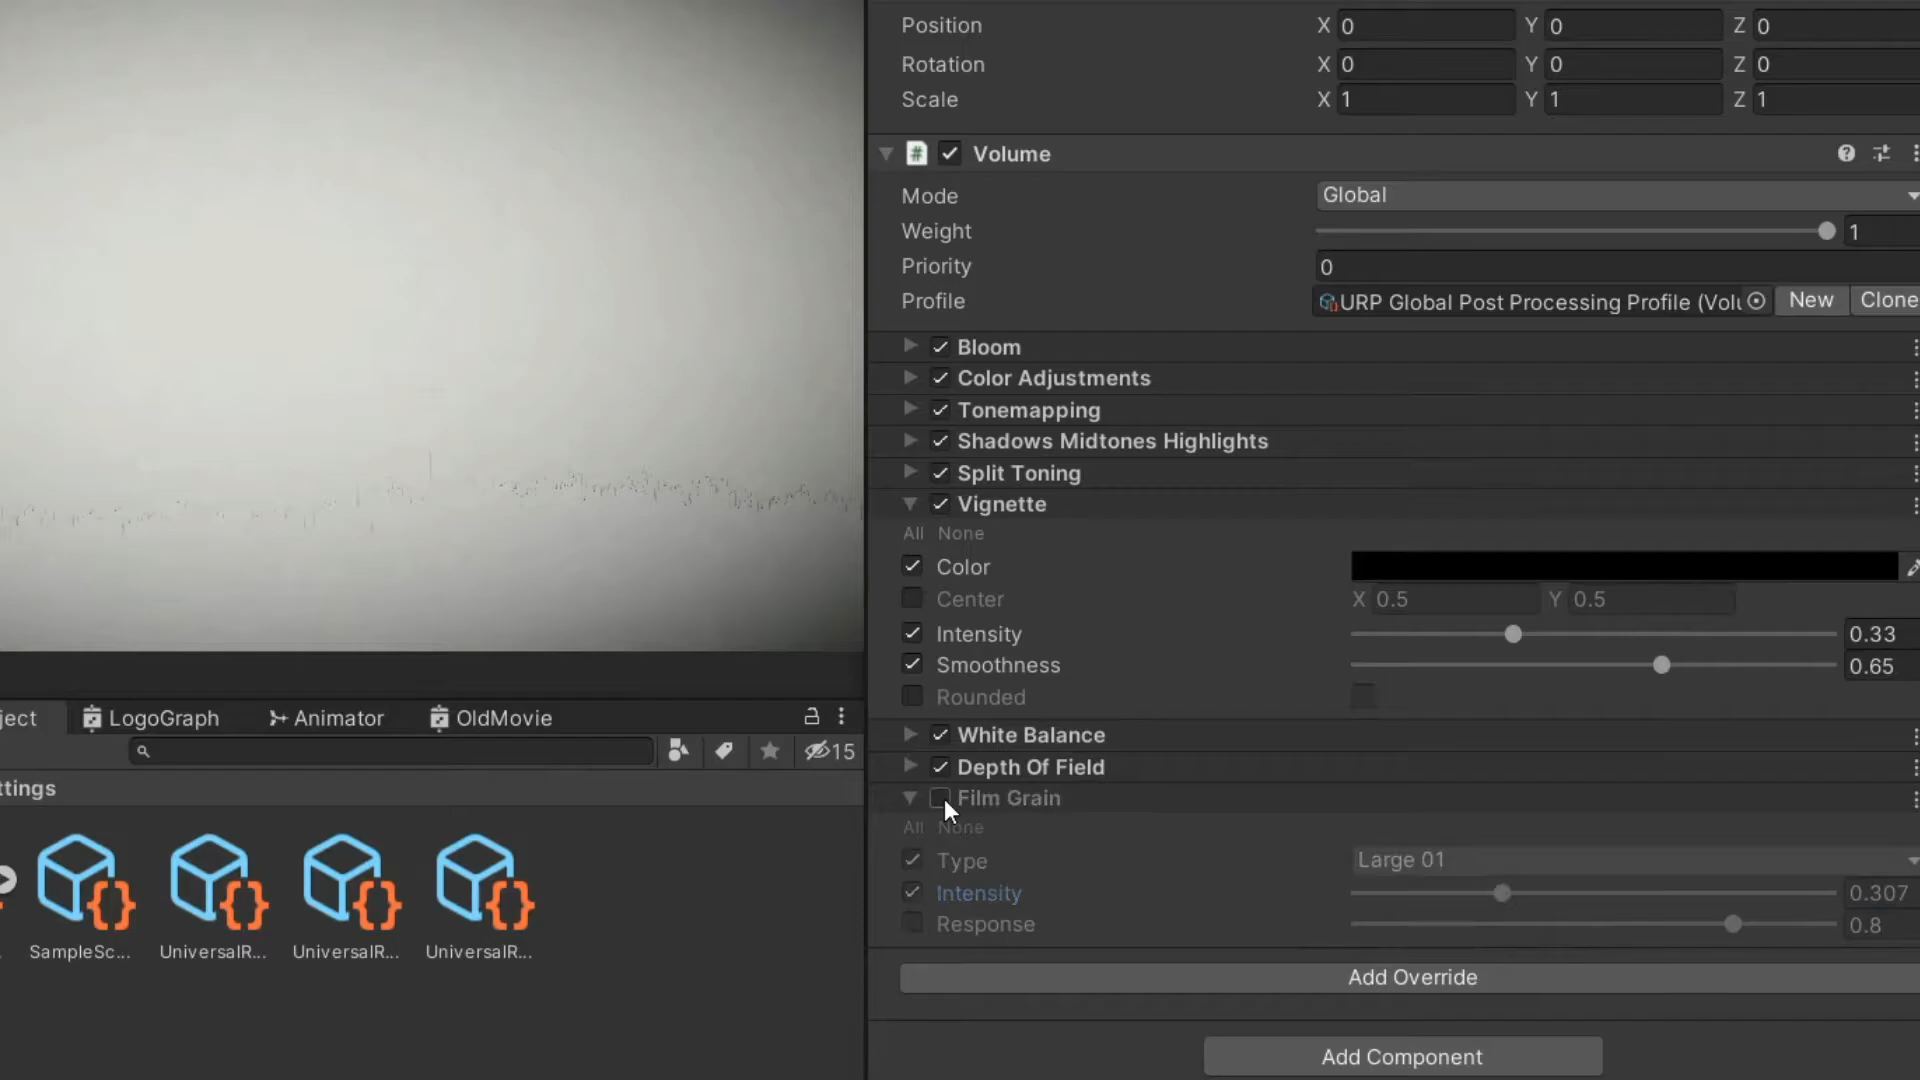 Position X 0 Y 0 Z 0
Rotation X 0 Y 0 Z 0
Scale X 1 Y 1 Z 1
# Volume
Mode Global
Weight 1
Priority 0
Profile URP Global Post Processing Profile (Volu New Clone
Bloom
Color Adjustments
Tonemapping
Shadows Midtones Highlights
Split Toning
Vignette
All None
Color
Center X 0.5 Y 0.5
Intensity 0.33
Smoothness 0.65
Rounded
White Balance
Depth Of Field
Film Grain
All None
Type Large 01
Intensity 0.307
Response 0.8
Add Override
Add Component
ject LogoGraph Animator OldMovie
15
ttings
SampleSc... UniversalR... UniversalR... UniversalR...